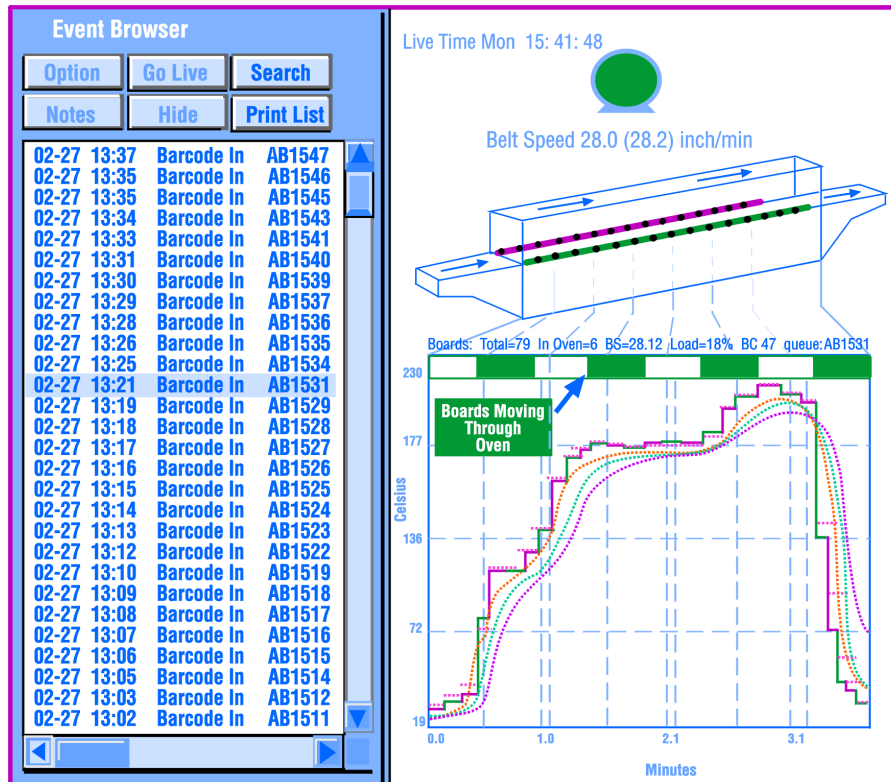 Event Browser
Option Go Live Search
Notes Hide Print List
02-27 13:37 Barcode In AB1547
02-27 13:35 Barcode In AB1546
02-27 13:35 Barcode In AB1545
02-27 13:34 Barcode In AB1543
02-27 13:33 Barcode In AB1541
02-27 13:31 Barcode In AB1540
02-27 13:30 Barcode In AB1539
02-27 13:29 Barcode In AB1537
02-27 13:28 Barcode In AB1536
02-27 13:26 Barcode In AB1535
02-27 13:25 Barcode In AB1534
02-27 13:21 Barcode In AB1531
02-27 13:19 Barcode In AB1529
02-27 13:18 Barcode In AB1528
02-27 13:17 Barcode In AB1527
02-27 13:16 Barcode In AB1526
02-27 13:15 Barcode In AB1525
02-27 13:14 Barcode In AB1524
02-27 13:13 Barcode In AB1523
02-27 13:12 Barcode In AB1522
02-27 13:10 Barcode In AB1519
02-27 13:09 Barcode In AB1518
02-27 13:08 Barcode In AB1517
02-27 13:07 Barcode In AB1516
02-27 13:06 Barcode In AB1515
02-27 13:05 Barcode In AB1514
02-27 13:03 Barcode In AB1512
02-27 13:02 Barcode In AB1511
Live Time Mon 15: 41: 48
Belt Speed 28.0 (28.2) inch/min
Boards: Total=79 In Oven=6 BS=28.12 Load=18% BC 47 queue:AB1531
230
Boards Moving
Through
Oven
177
Celsius
136
72
19
0.0 1.0 2.1 3.1
Minutes